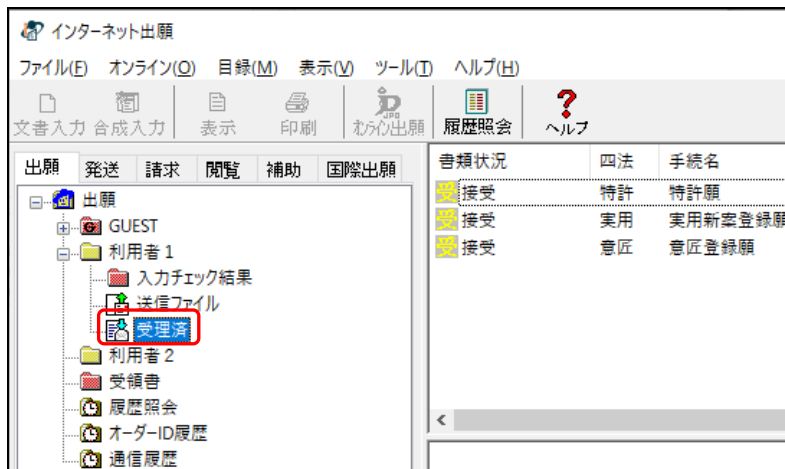 インターネット出願
ファイル(F) オンライン(O) 目録(M) 表示(V) ツール(T) ヘルプ(H)
文書入力 合成入力 表示 印刷 オンライン出願 履歴照会 ヘルプ
出願 発送 請求 閲覧 補助 国際出願
書類状況 四法 手続名
出願
受 接受 特許 特許願
GUEST
受 接受 実用 実用新案登録願
利用者1
受 接受 意匠 意匠登録願
入力チェック結果
送信ファイル
受理済
利用者2
受領書
履歴照会
オーダーID履歴
通信履歴